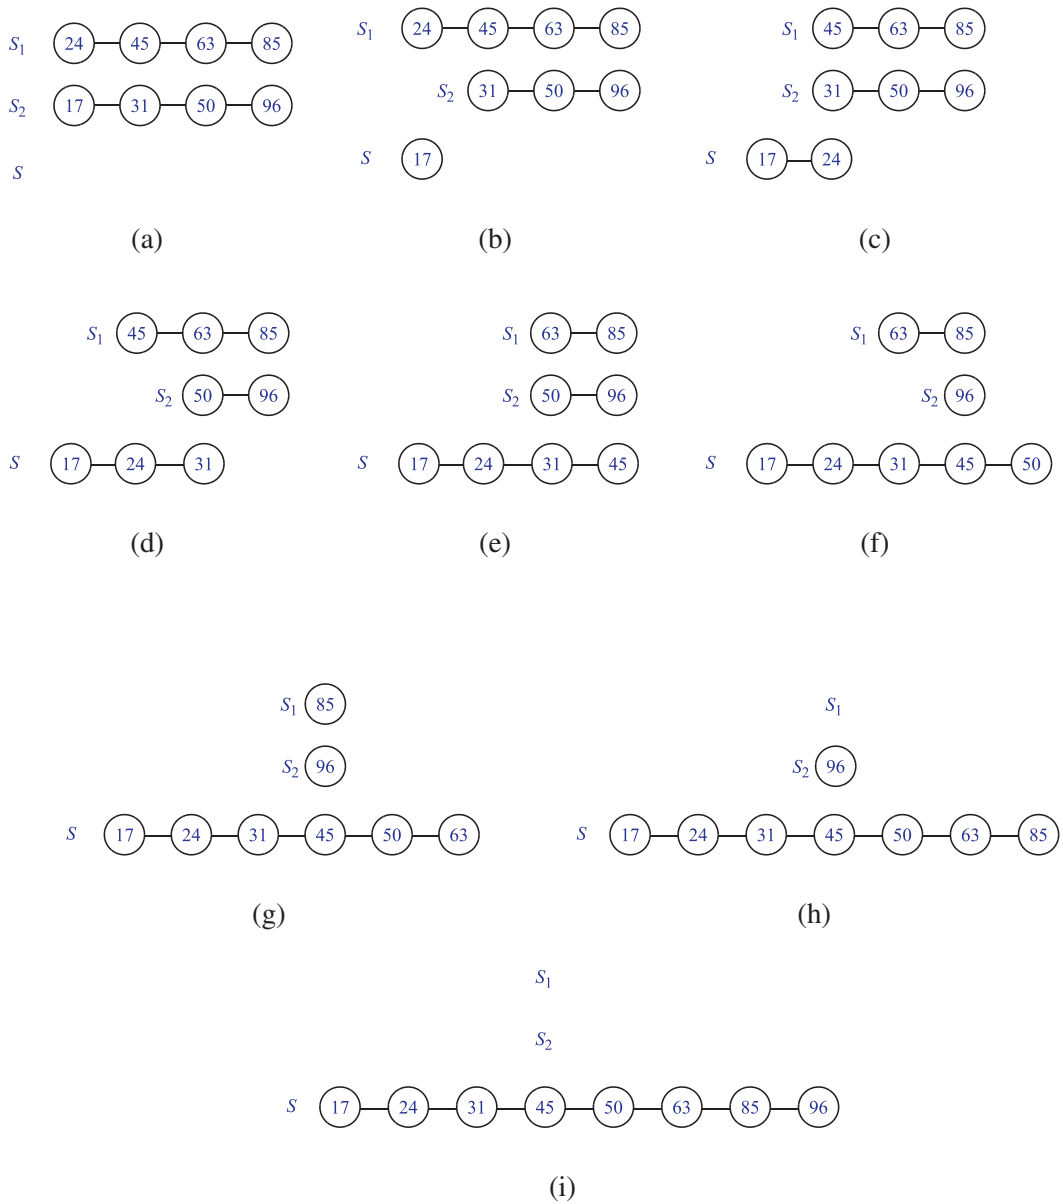 S1 24 45 63 85
S2 17 31 50 96
S
(a)
S1 24 45 63 85
S2 31 50 96
S 17
(b)
S1 45 63 85
S2 31 50 96
S 17 24
(c)
S1 45 63 85
S2 50 96
S 17 24 31
(d)
S1 63 85
S2 50 96
S 17 24 31 45
(e)
S1 63 85
S2 96
S 17 24 31 45 50
(f)
S1 85
S2 96
S 17 24 31 45 50 63
(g)
S1
S2 96
S 17 24 31 45 50 63 85
(h)
S1
S2
S 17 24 31 45 50 63 85 96
(i)